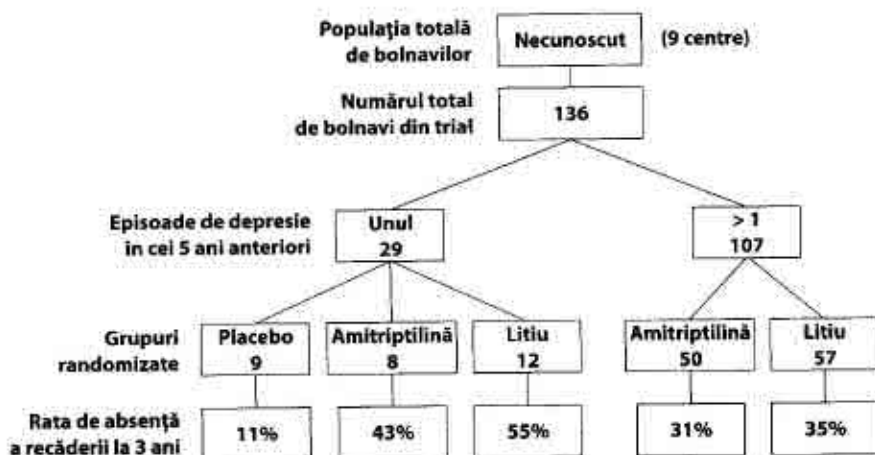 Populaţia totală
de bolnavilor
Necunoscut
(9 centre)
Numărul total
de bolnavi din trial
136
Episoade de depresie
în cei 5 ani anteriori
Unul
29
> 1
107
Grupuri
randomizate
Placebo
9
Amitriptilină
8
Litiu
12
Amitriptilină
50
Litiu
57
Rata de absenţă
a recăderii la 3 ani
11%
43%
55%
31%
35%